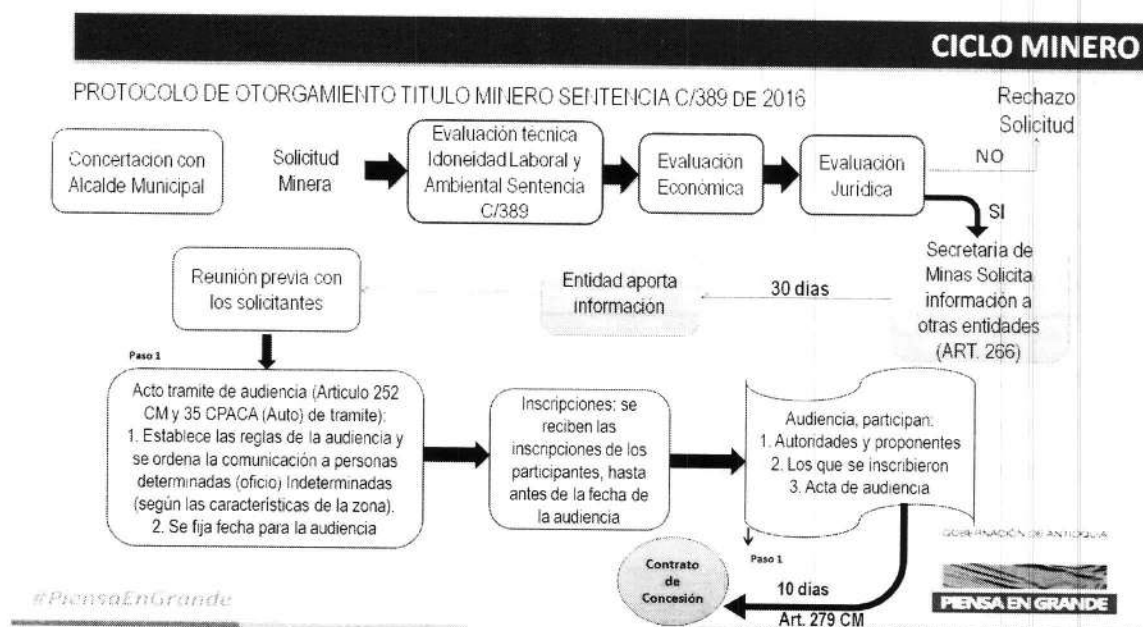 CICLO MINERO
PROTOCOLO DE OTORGAMIENTO TITULO MINERO SENTENCIA C/389 DE 2016
Rechazo
Solicitud
Concertacion con
Alcalde Municipal
Solicitud
Minera
Evaluación técnica
Idoneidad Laboral y
Ambiental Sentencia
C/389
Evaluación
Económica
Evaluación
Jurídica
NO
SI
Secretaria de
Minas Solicita
información a
otras entidades
(ART. 266)
30 dias
Entidad aporta
información
Reunión previa con
los solicitantes
Paso 1
Acto tramite de audiencia (Articulo 252
CM y 35 CPACA (Auto) de tramite):
1. Establece las reglas de la audiencia y
se ordena la comunicación a personas
determinadas (oficio) Indeterminadas
(según las características de la zona).
2. Se fija fecha para la audiencia
Inscripciones: se
reciben las
inscripciones de los
participantes, hasta
antes de la fecha de
la audiencia
Audiencia, participan:
1. Autoridades y proponentes
2. Los que se inscribieron
3. Acta de audiencia
Paso 1
10 dias
Art. 279 CM
Contrato
de
Concesión
GOBERNACIÓN DE ANTIOQUIA
PIENSA EN GRANDE
#PiensaEnGrande